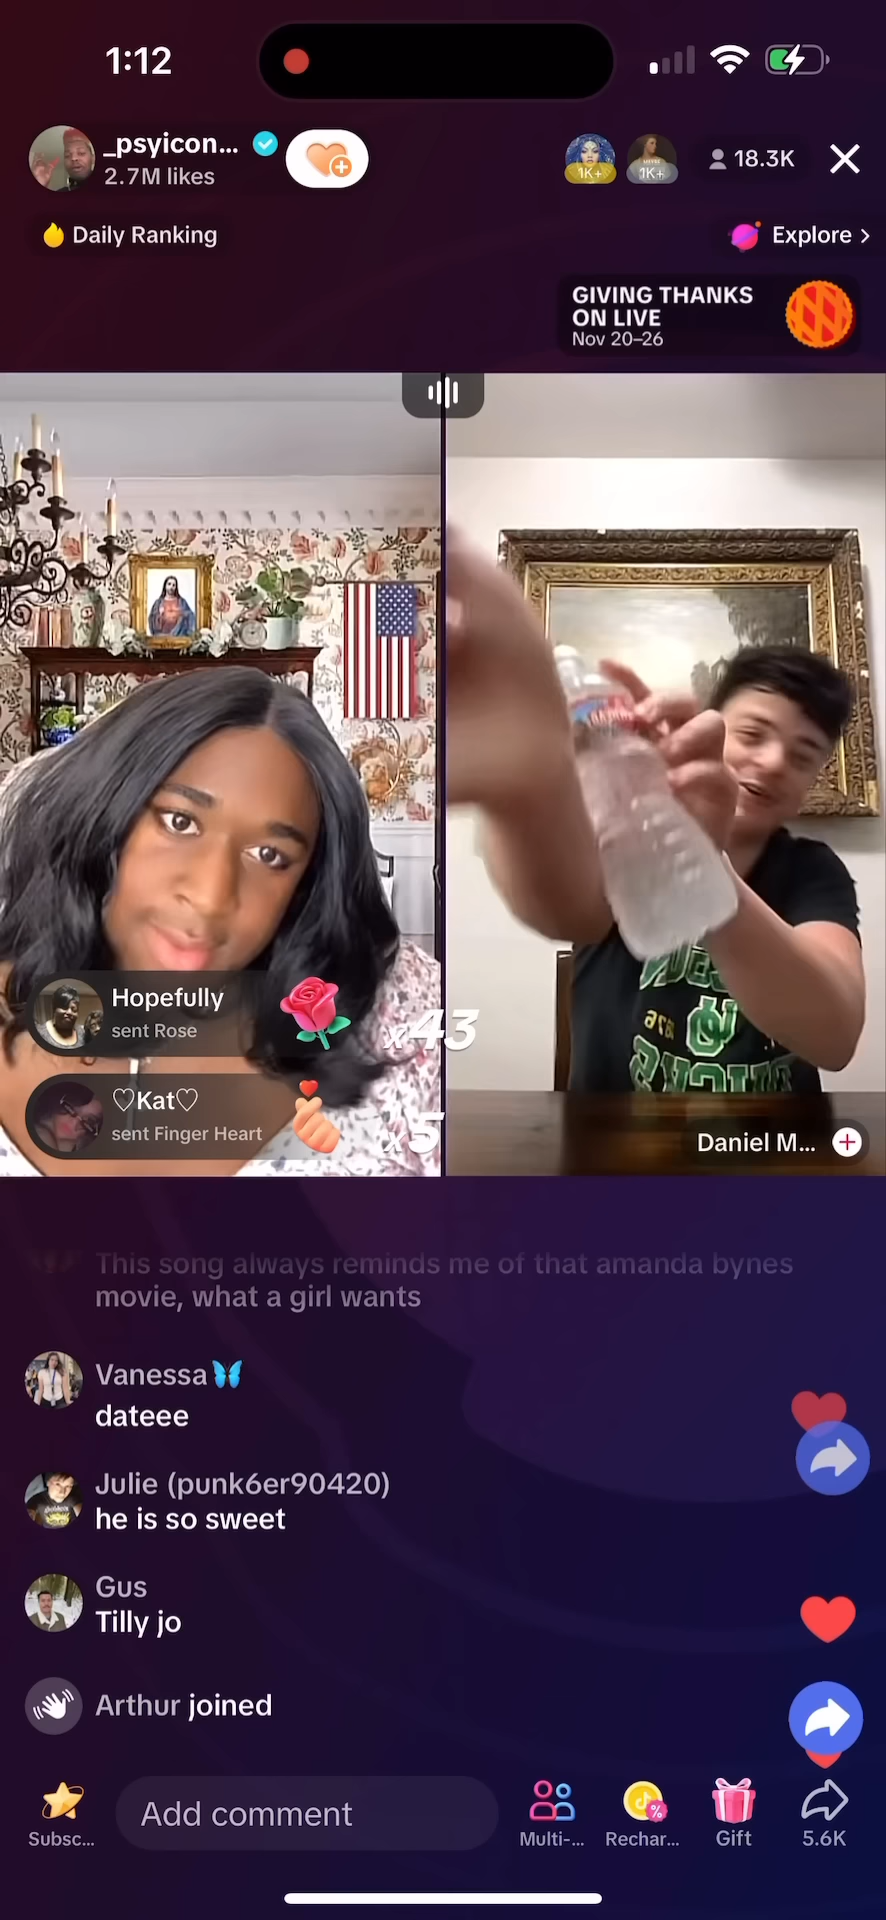 1:12
_psyicon...
2.7M likes
1K+
1K+
18.3K
Daily Ranking
Explore >
GIVING THANKS
ON LIVE
Nov 20–26
Hopefully
sent Rose
x43
♡Kat♡
sent Finger Heart
x5
Daniel M...
This song always reminds me of that amanda bynes
movie, what a girl wants
Vanessa🦋
dateee
Julie (punk6er90420)
he is so sweet
Gus
Tilly jo
Arthur joined
Add comment
Subsc...
Multi-...
Rechar...
Gift
5.6K